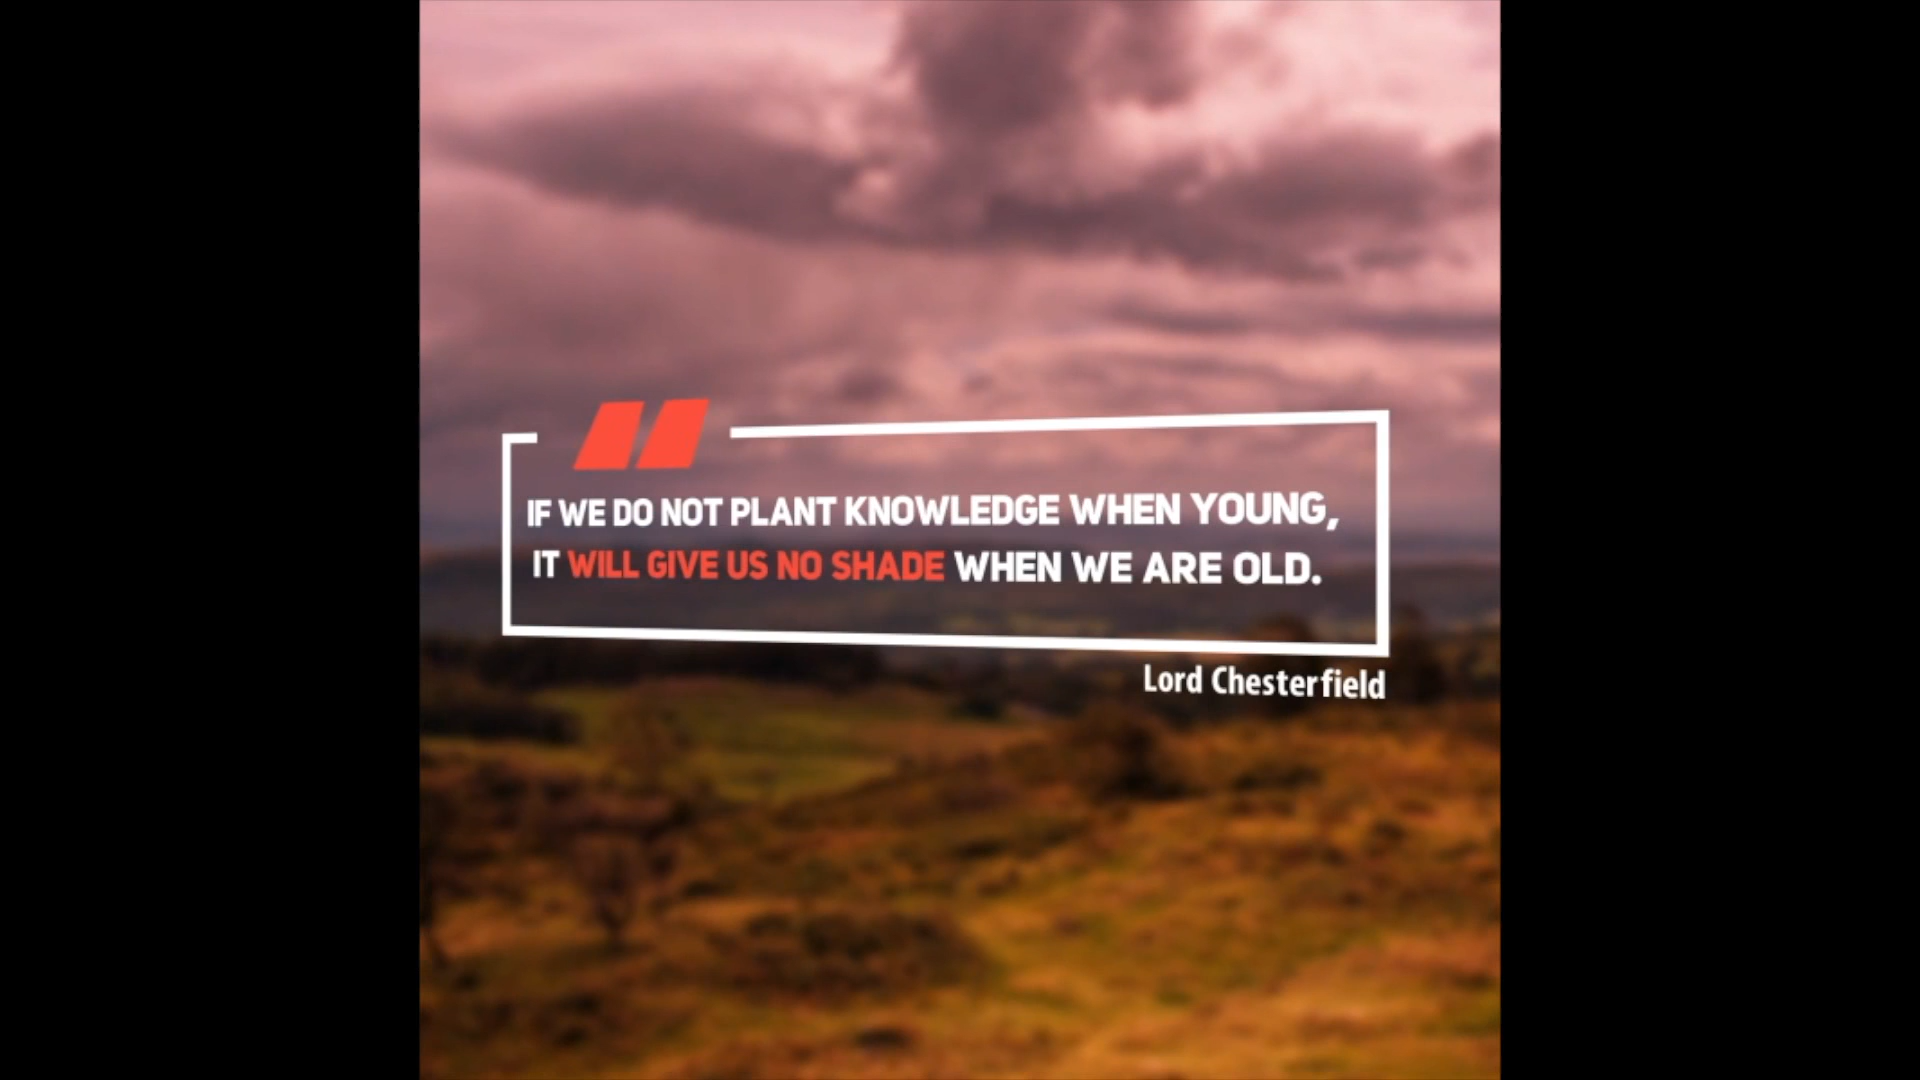 IF WE DO NOT PLANT KNOWLEDGE WHEN YOUNG,
IT WILL GIVE US NO SHADE WHEN WE ARE OLD.
Lord Chesterfield